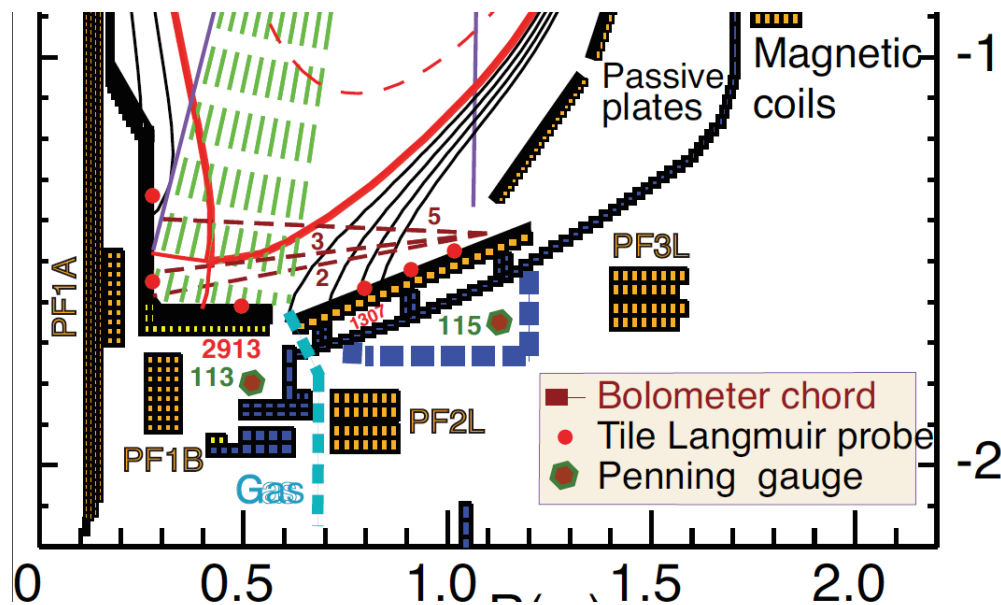 -1
Magnetic
coils
Passive
plates
5
3
2
PF3L
PF1A
1307
115
2913
113
Bolometer chord
Tile Langmuir probe
Penning gauge
PF2L
PF1B
-2
Gas
0
0.5
1.0
1.5
2.0